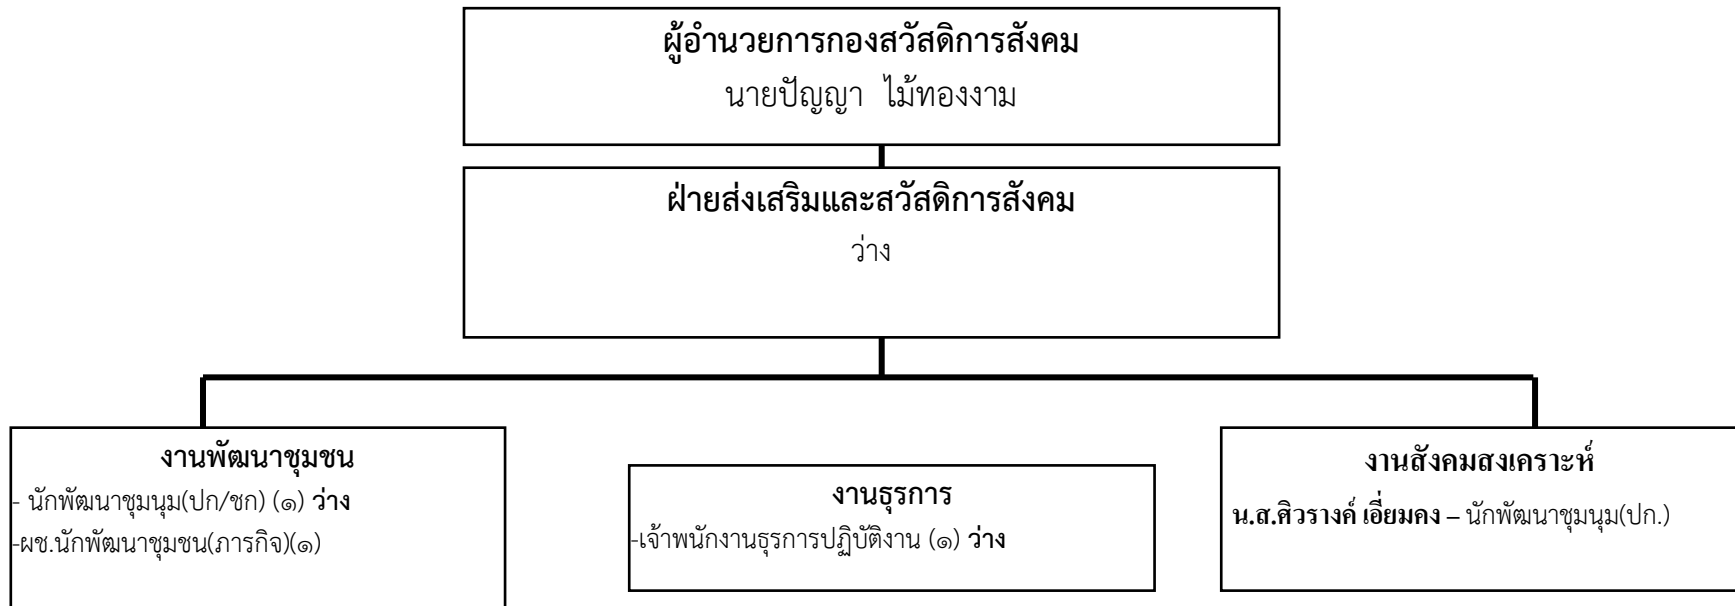 ผู้อำนวยการกองสวัสดิการสังคม
นายปัญญา ไม้ทองงาม
ฝ่ายส่งเสริมและสวัสดิการสังคม
ว่าง
งานพัฒนาชุมชน
- นักพัฒนาชุมนุม(ปก/ชก) (๑) ว่าง
-ผช.นักพัฒนาชุมชน(ภารกิจ)(๑)
งานธุรการ
-เจ้าพนักงานธุรการปฏิบัติงาน (๑) ว่าง
งานสังคมสงเคราะห์
น.ส.ศิวรางค์ เอี่ยมคง – นักพัฒนาชุมนุม(ปก.)